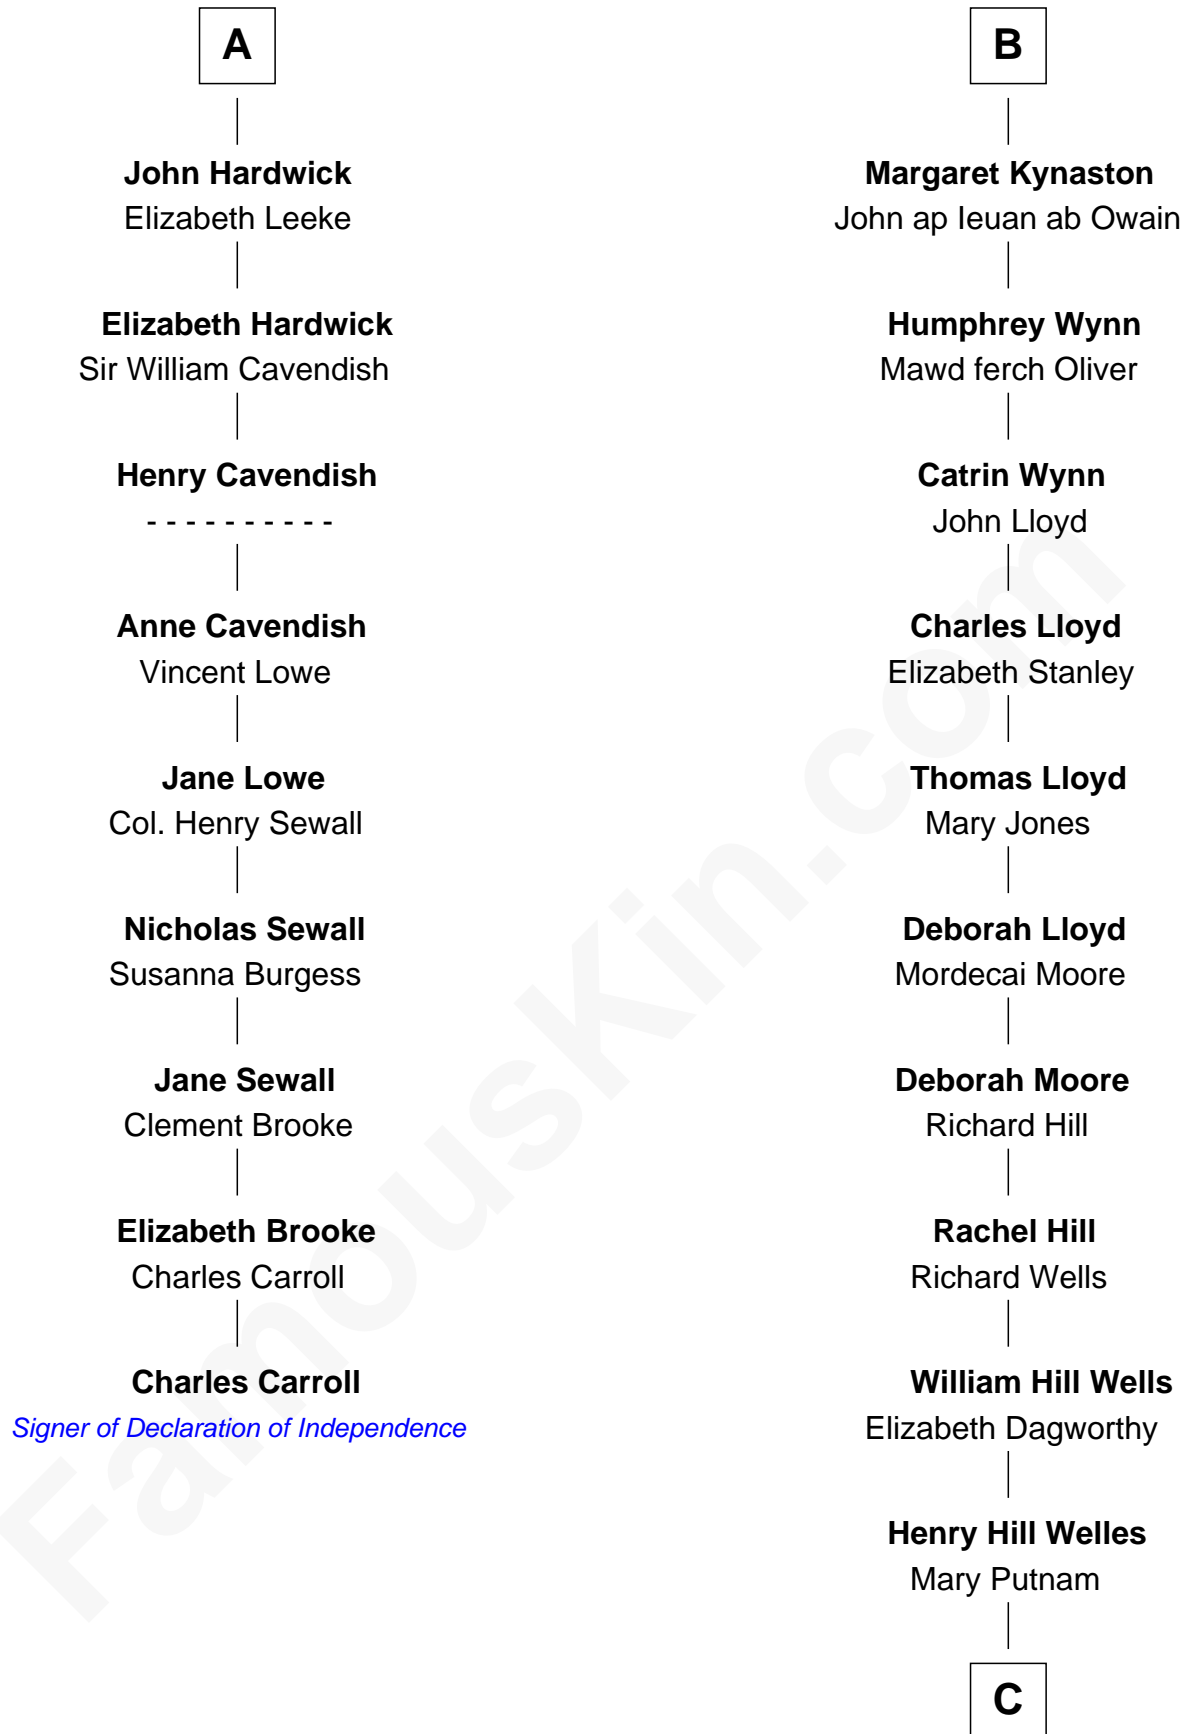 A
John Hardwick
Elizabeth Leeke
Elizabeth Hardwick
Sir William Cavendish
Henry Cavendish
- - - - - - - - - -
Anne Cavendish
Vincent Lowe
Jane Lowe
Col. Henry Sewall
Nicholas Sewall
Susanna Burgess
Jane Sewall
Clement Brooke
Elizabeth Brooke
Charles Carroll
Charles Carroll
Signer of Declaration of Independence
B
Margaret Kynaston
John ap Ieuan ab Owain
Humphrey Wynn
Mawd ferch Oliver
Catrin Wynn
John Lloyd
Charles Lloyd
Elizabeth Stanley
Thomas Lloyd
Mary Jones
Deborah Lloyd
Mordecai Moore
Deborah Moore
Richard Hill
Rachel Hill
Richard Wells
William Hill Wells
Elizabeth Dagworthy
Henry Hill Welles
Mary Putnam
C
FamousKin.com